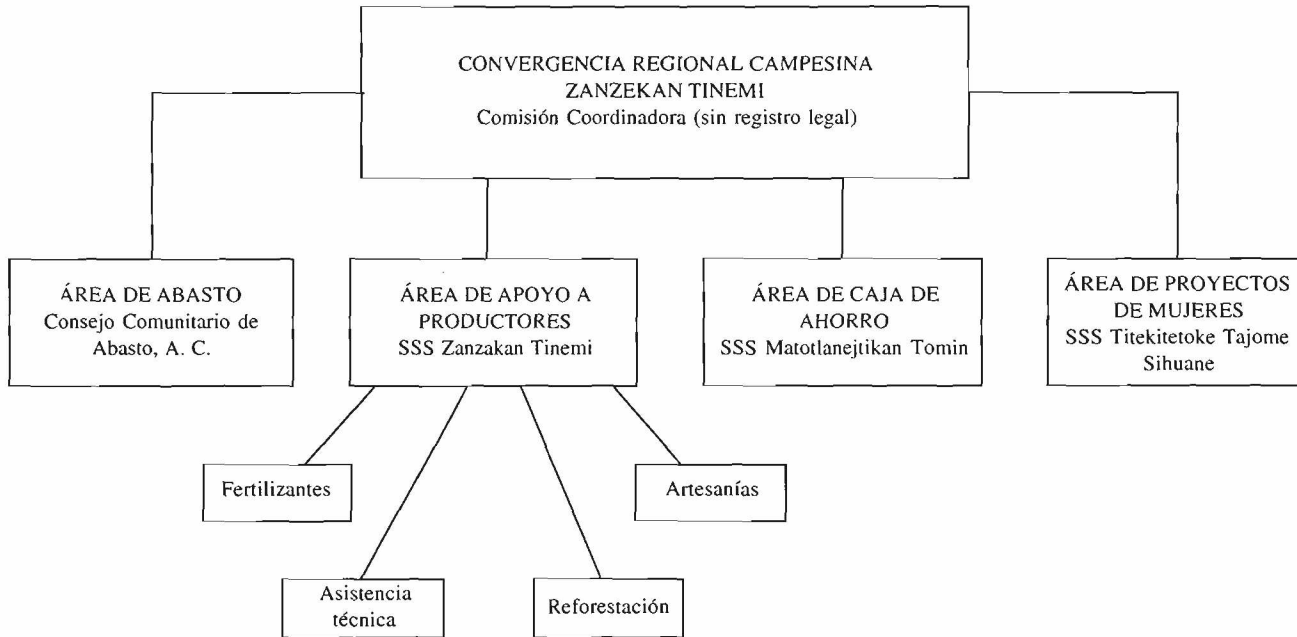 CONVERGENCIA REGIONAL CAMPESINA
ZANZEKAN TINEMI
Comisión Coordinadora (sin registro legal)
ÁREA DE ABASTO
Consejo Comunitario de
Abasto, A. C.
ÁREA DE APOYO A
PRODUCTORES
SSS Zanzakan Tinemi
ÁREA DE CAJA DE
AHORRO
SSS Matotlanejtikan Tomin
ÁREA DE PROYECTOS
DE MUJERES
SSS Titekitetoke Tajome
Sihuane
Fertilizantes
Artesanías
Asistencia
técnica
Reforestación